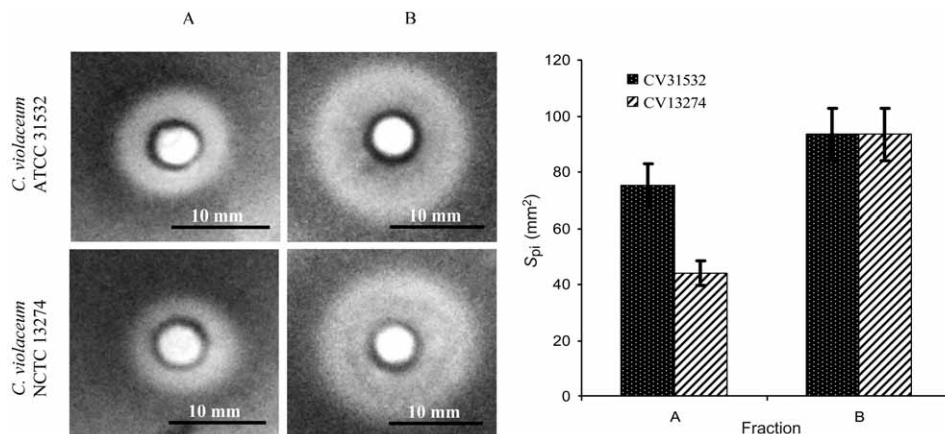 A
B
C. violaceum
ATCC 31532
10 mm
10 mm
C. violaceum
NCTC 13274
10 mm
10 mm
120
100
80
60
40
20
0
S_pi (mm²)
CV31532
CV13274
A
B
Fraction